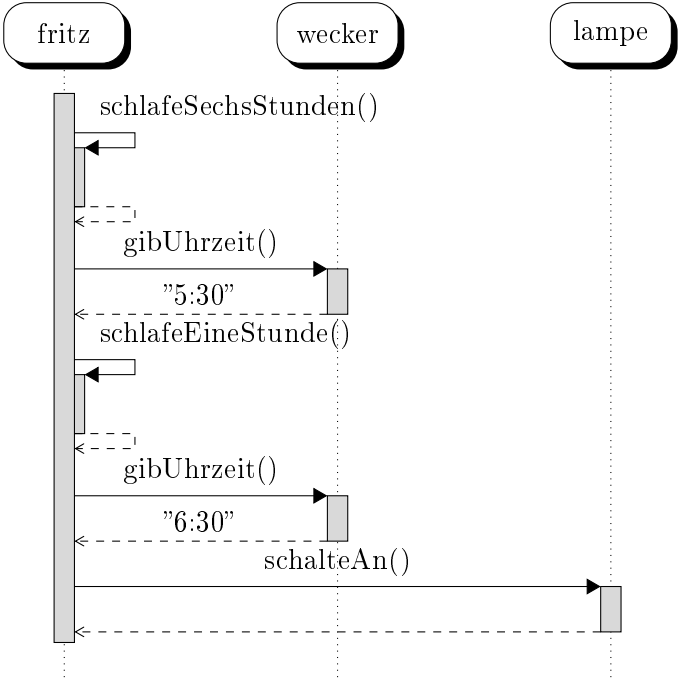 fritz
wecker
lampe
schlafeSechsStunden()
gibUhrzeit()
"5:30"
schlafeEineStunde()
gibUhrzeit()
"6:30"
schalteAn()